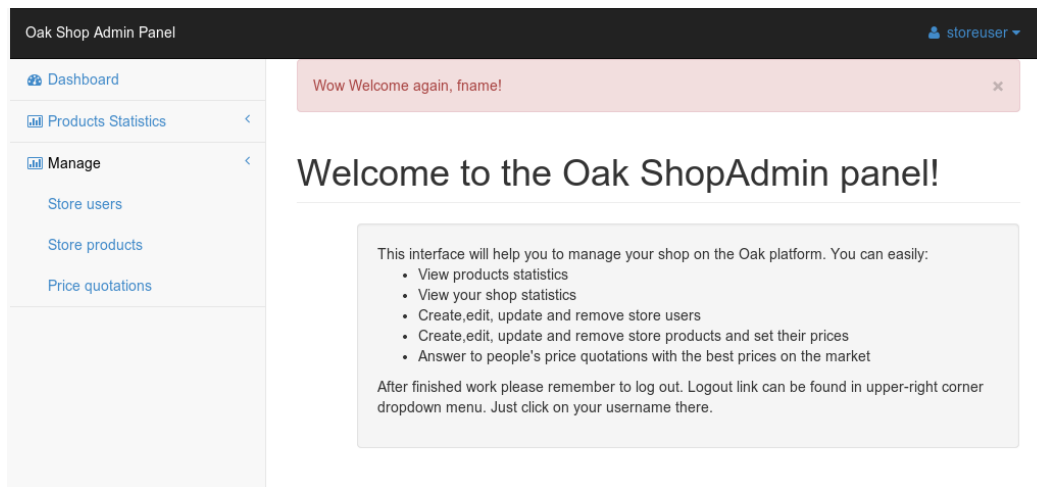 Oak Shop Admin Panel
storeuser
Dashboard
Products Statistics
Manage
Store users
Store products
Price quotations
Wow Welcome again, fname!
×
Welcome to the Oak ShopAdmin panel!
This interface will help you to manage your shop on the Oak platform. You can easily:
• View products statistics
• View your shop statistics
• Create,edit, update and remove store users
• Create,edit, update and remove store products and set their prices
• Answer to people's price quotations with the best prices on the market
After finished work please remember to log out. Logout link can be found in upper-right corner
dropdown menu. Just click on your username there.